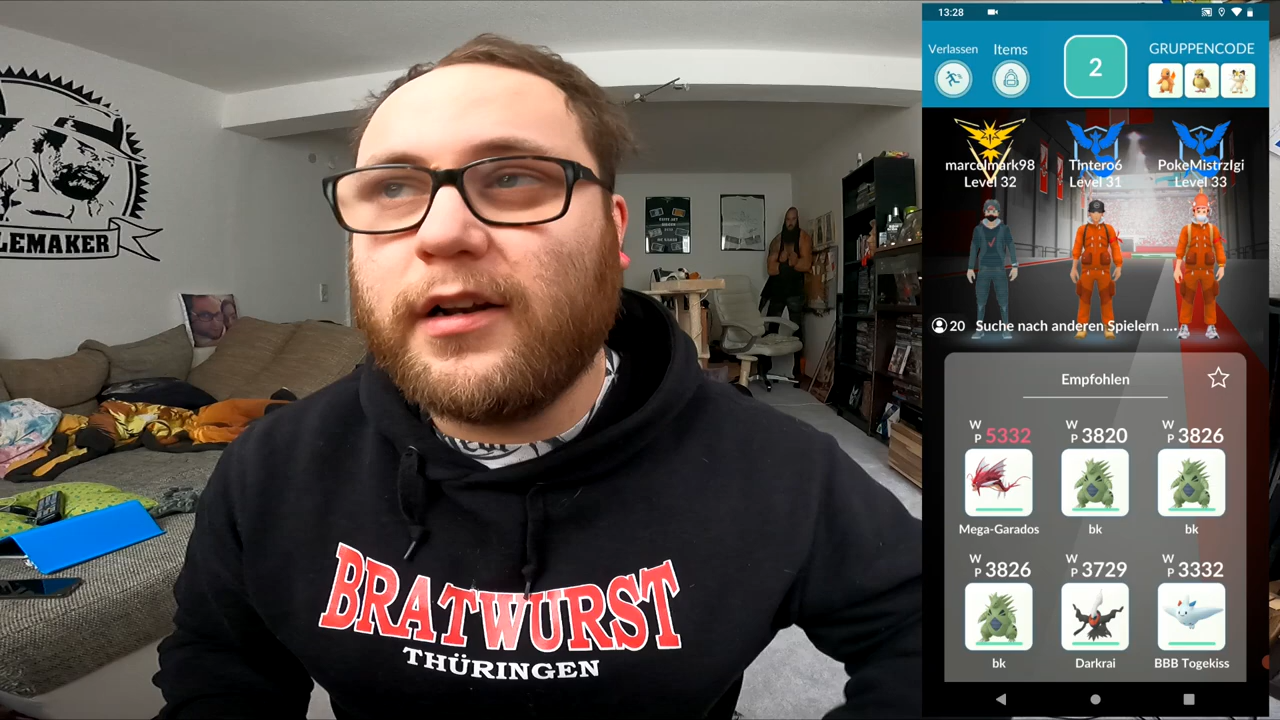 LEMAKER
BRATWURST
THÜRINGEN
13:28
Verlassen
Items
2
GRUPPENCODE
marcelmark98
Level 32
Tintero6
Level 31
PokeMistrzIgi
Level 33
20 Suche nach anderen Spielern ....
Empfohlen
WP 5332
WP 3820
WP 3826
Mega-Garados
bk
bk
WP 3826
WP 3729
WP 3332
bk
Darkrai
BBB Togekiss